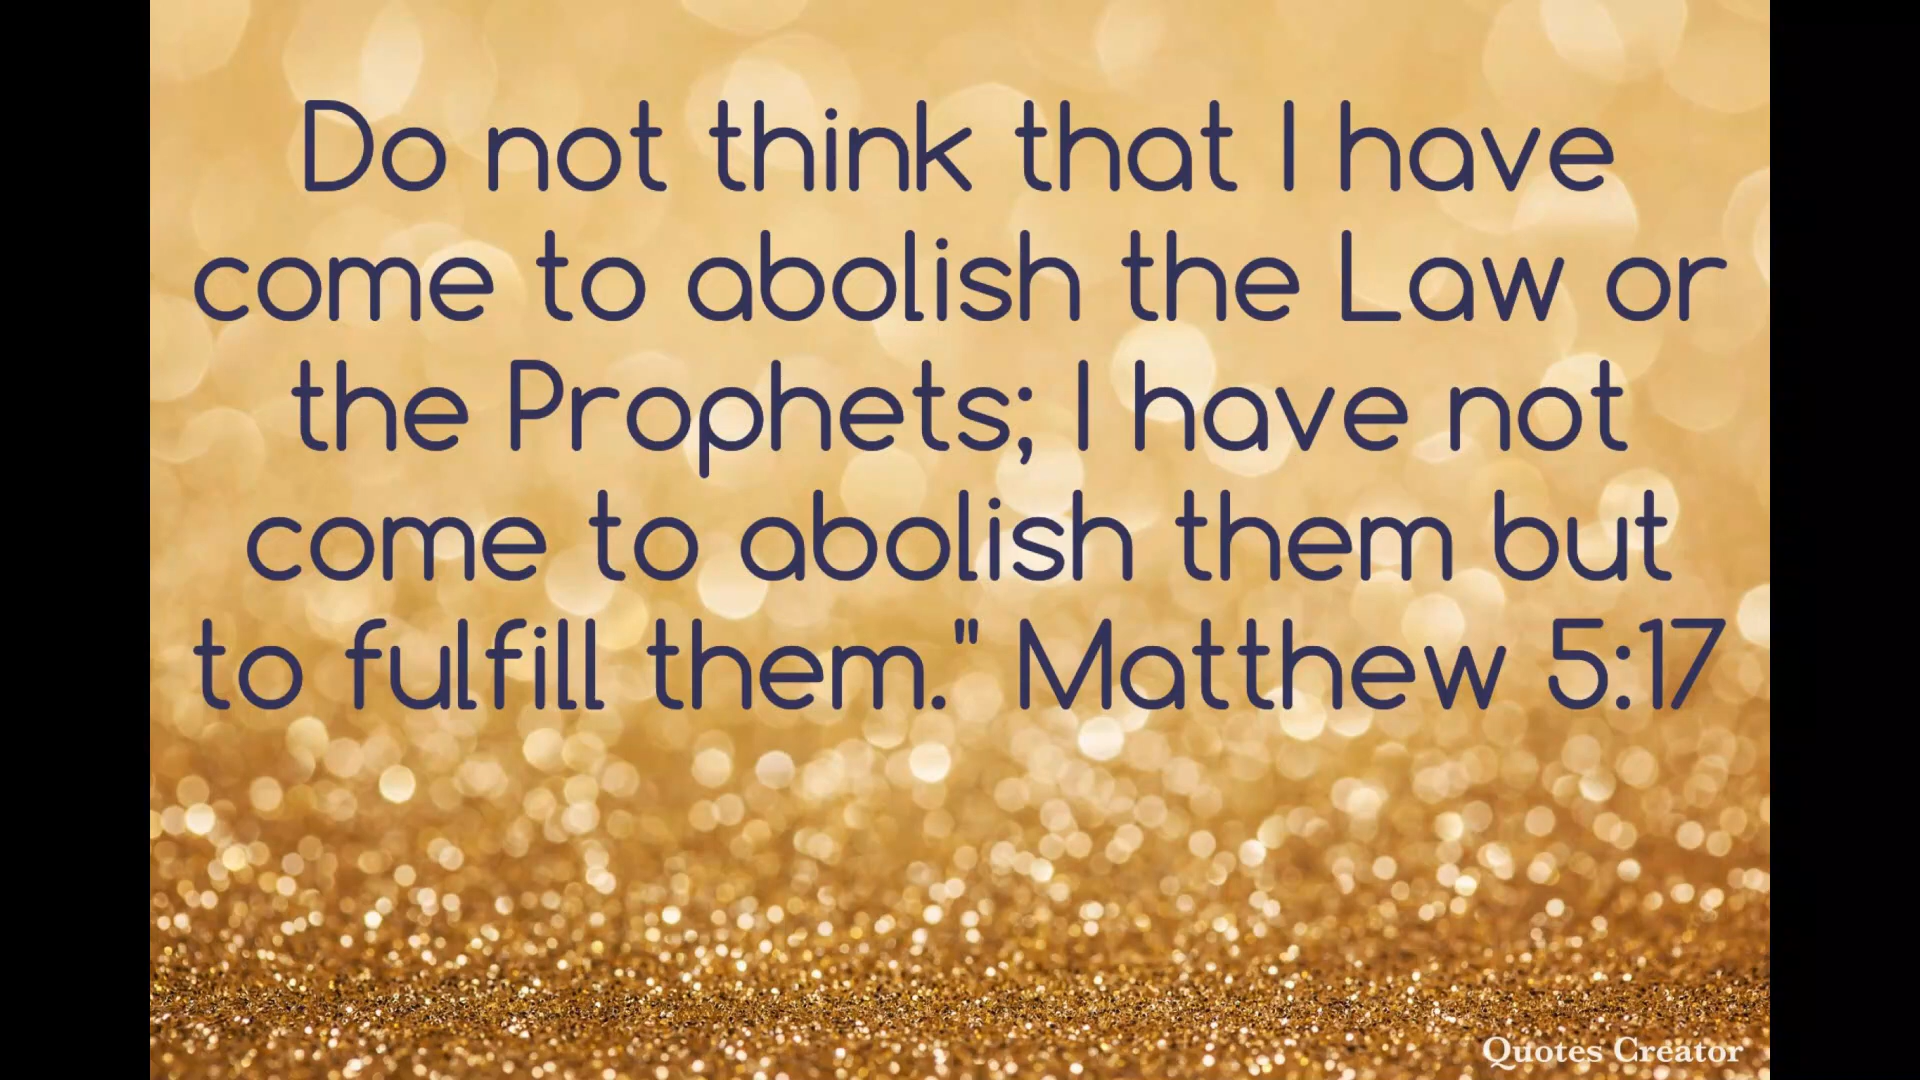 Do not think that I have
come to abolish the Law or
the Prophets; I have not
come to abolish them but
to fulfill them." Matthew 5:17
Quotes Creator